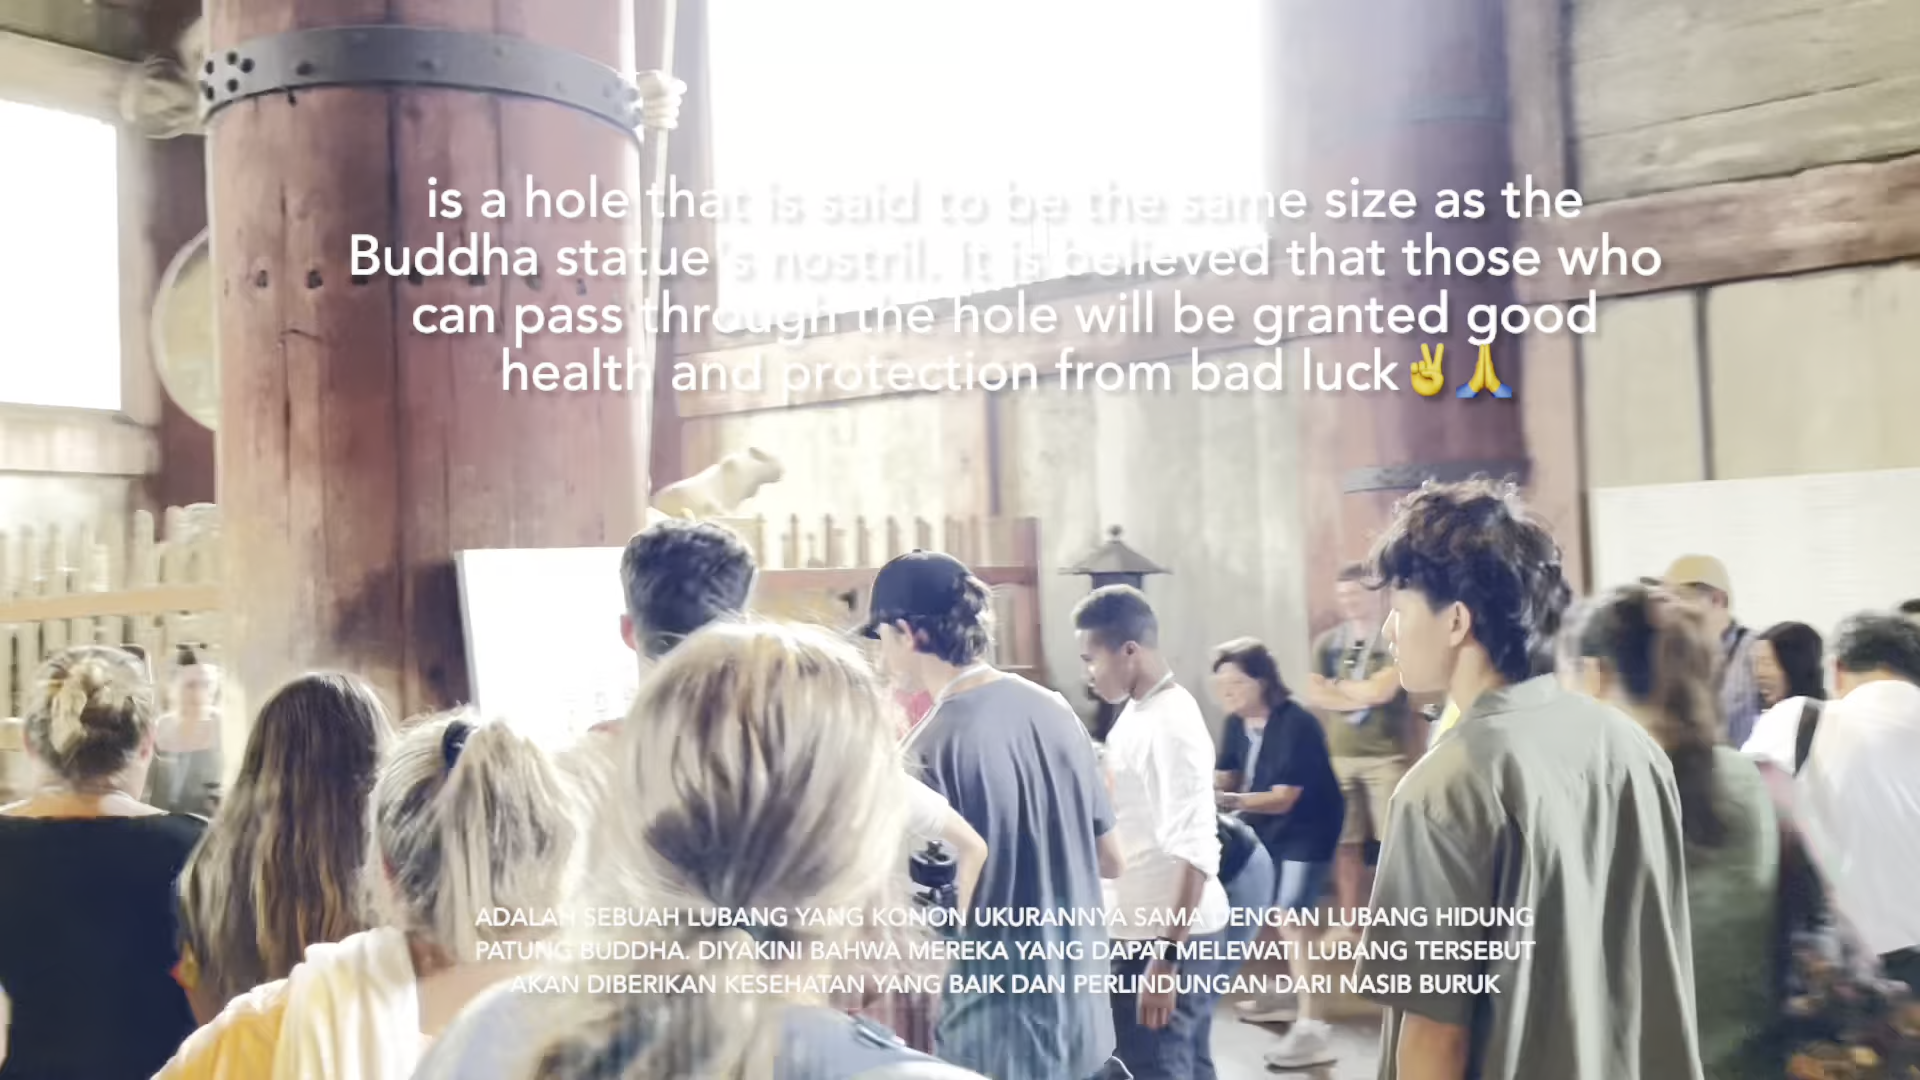 is a hole that is said to be the same size as the
Buddha statue's nostril. It is believed that those who
can pass through the hole will be granted good
health and protection from bad luck✌️🙏
ADALAH SEBUAH LUBANG YANG KONON UKURANNYA SAMA DENGAN LUBANG HIDUNG
PATUNG BUDDHA. DIYAKINI BAHWA MEREKA YANG DAPAT MELEWATI LUBANG TERSEBUT
AKAN DIBERIKAN KESEHATAN YANG BAIK DAN PERLINDUNGAN DARI NASIB BURUK